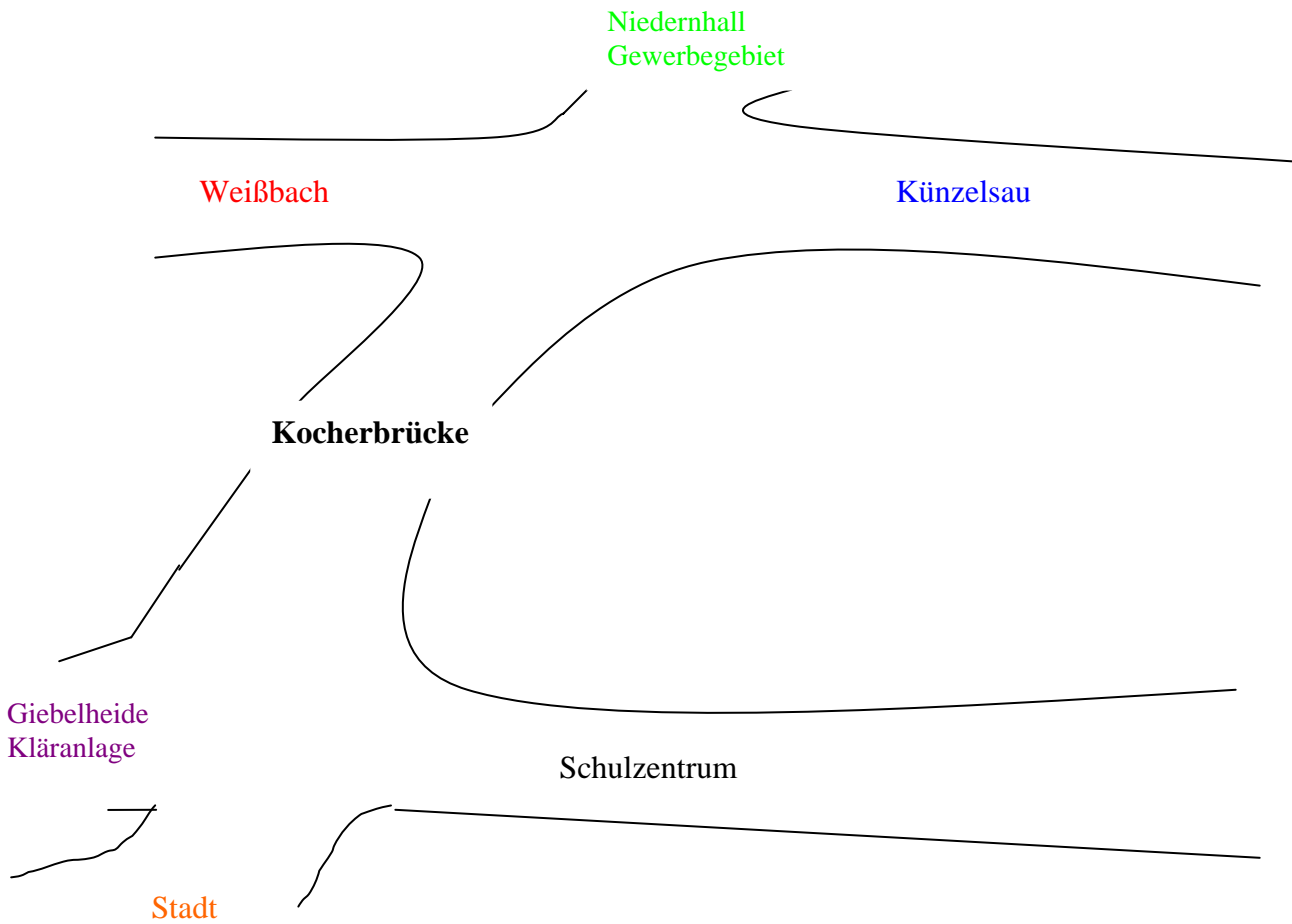 Niedernhall
Gewerbegebiet
Weißbach
Künzelsau
Kocherbrücke
Giebelheide
Kläranlage
Schulzentrum
Stadt